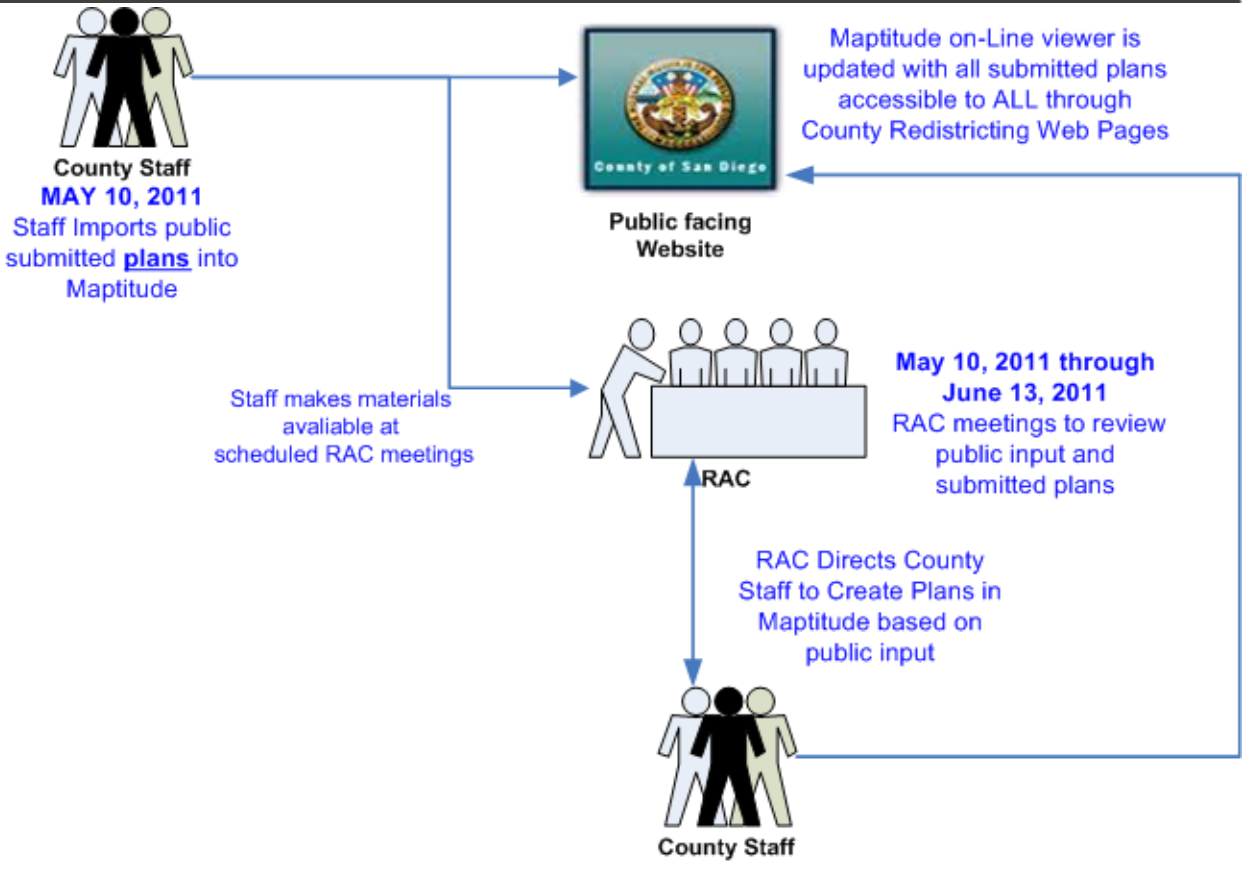 County Staff
MAY 10, 2011
Staff Imports public
submitted plans into
Maptitude
County of San Diego
Public facing
Website
Maptitude on-Line viewer is
updated with all submitted plans
accessible to ALL through
County Redistricting Web Pages
Staff makes materials
avaliable at
scheduled RAC meetings
RAC
May 10, 2011 through
June 13, 2011
RAC meetings to review
public input and
submitted plans
RAC Directs County
Staff to Create Plans in
Maptitude based on
public input
County Staff